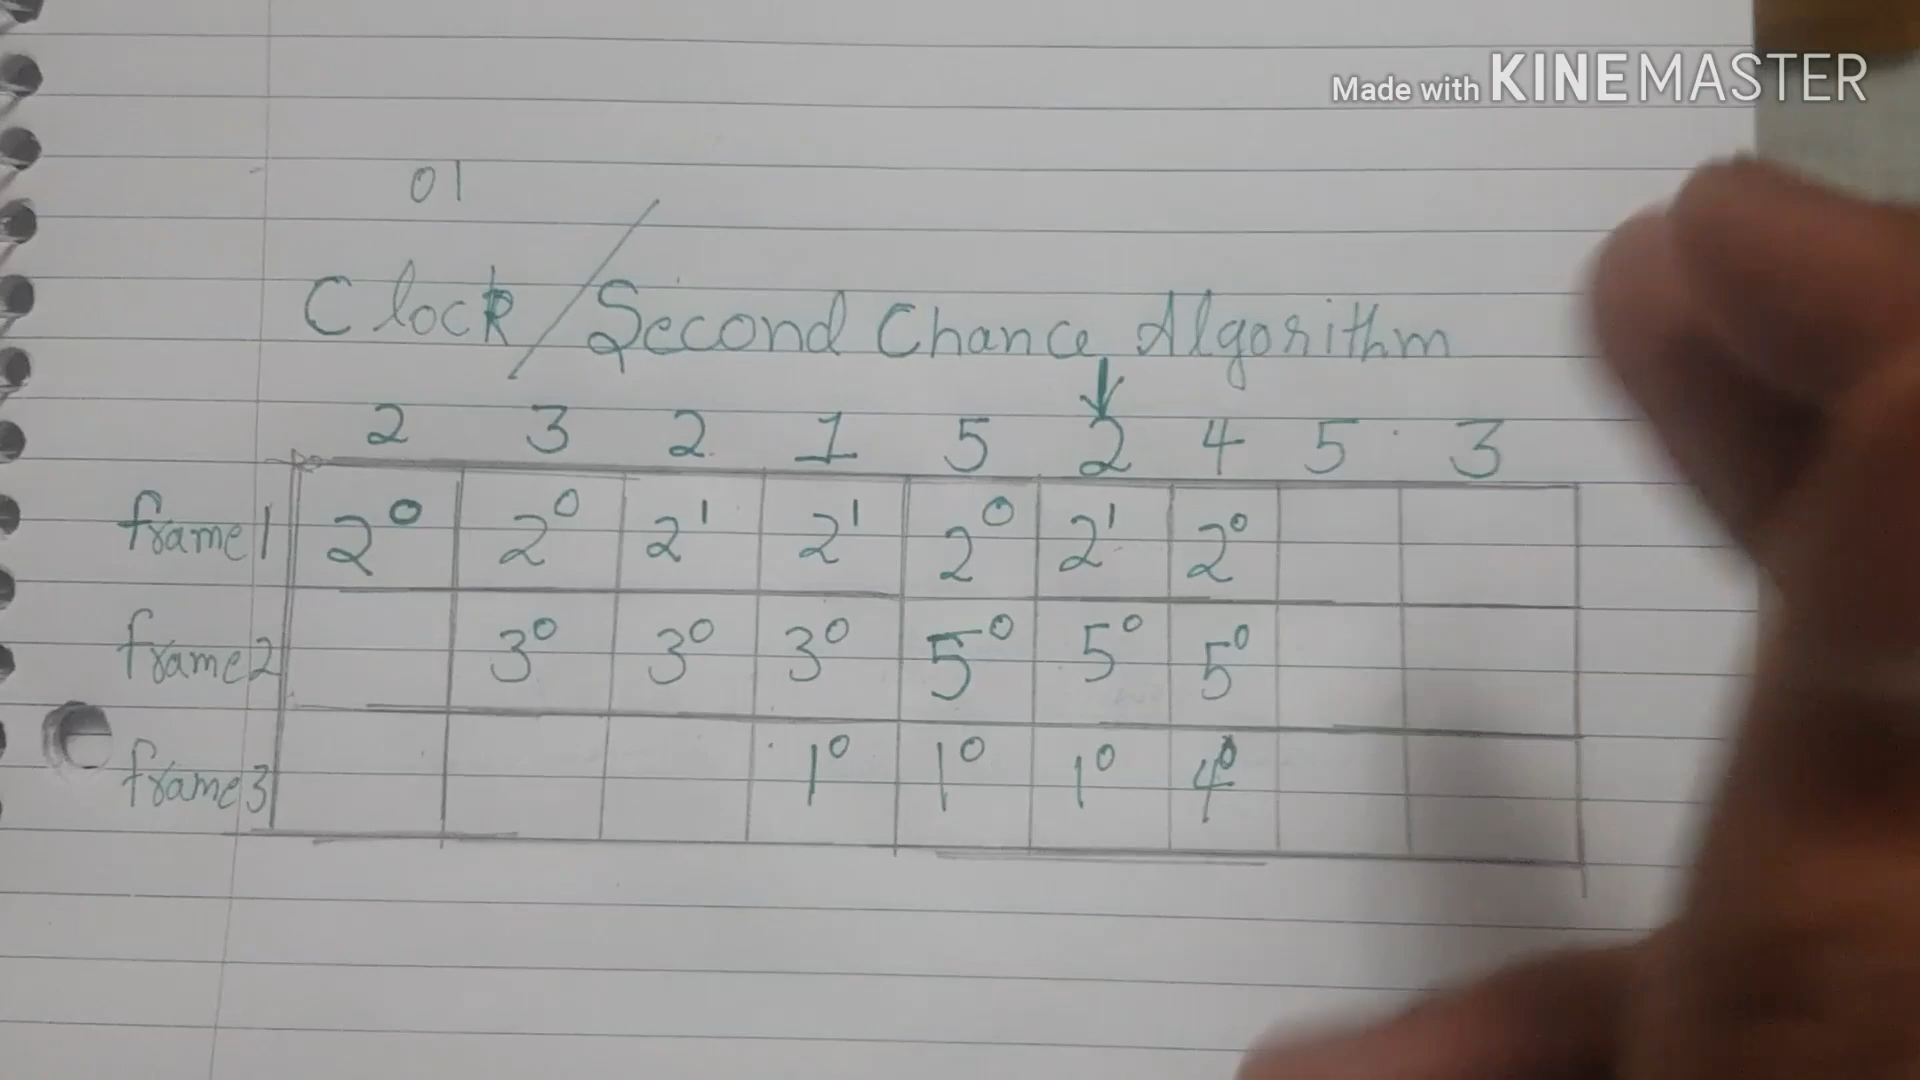 Made with KINEMASTER
01
Clock/Second Chance Algorithm
2 3 2 1 5 2 4 5 3
frame1 2⁰ 2⁰ 2¹ 2¹ 2⁰ 2¹ 2⁰
frame2 3⁰ 3⁰ 3⁰ 5⁰ 5⁰ 5⁰
frame3 1⁰ 1⁰ 1⁰ 4⁰